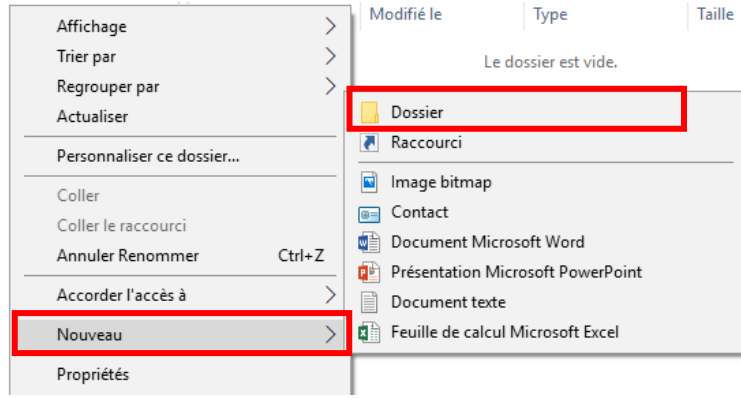 Modifié le Type Taille
Le dossier est vide.
Affichage
Trier par
Regrouper par
Actualiser
Personnaliser ce dossier...
Coller
Coller le raccourci
Annuler Renommer Ctrl+Z
Accorder l'accès à
Nouveau
Propriétés
Dossier
Raccourci
Image bitmap
Contact
Document Microsoft Word
Présentation Microsoft PowerPoint
Document texte
Feuille de calcul Microsoft Excel